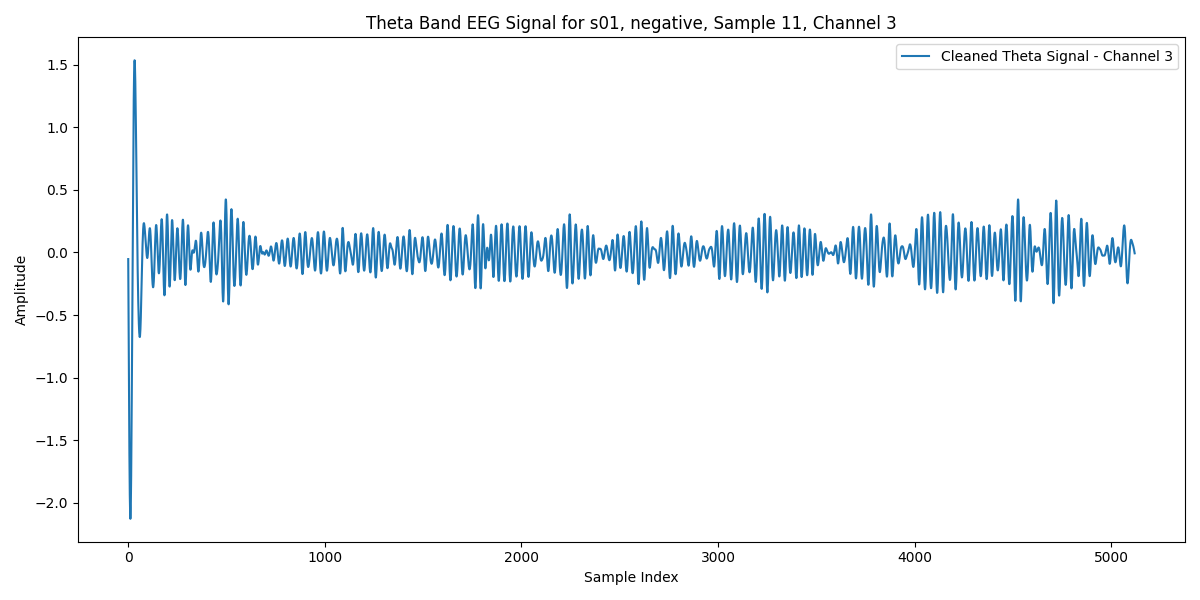 Theta Band EEG Signal for s01, negative, Sample 11, Channel 3
Cleaned Theta Signal - Channel 3
Amplitude
1.5
1.0
0.5
0.0
−0.5
−1.0
−1.5
−2.0
0 1000 2000 3000 4000 5000
Sample Index